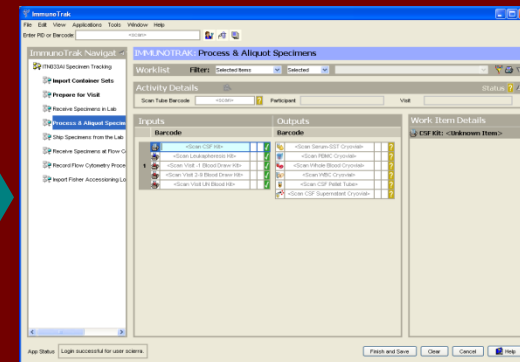 ImmunoTrak
File Edit View Applications Tools Window Help
Enter PID or Barcode <scan>
ImmunoTrak Navigat
ITN033AI Specimen Tracking
Import Container Sets
Prepare for Visit
Receive Specimens in Lab
Process & Aliquot Specim
Ship Specimens from the Lab
Receive Specimens at Flow C
Record Flow Cytometry Proce
Import Fisher Accessioning Lo
IMMUNOTRAK: Process & Aliquot Specimens
Worklist Filter: Selected Items Selected
Activity Details Status ?
Scan Tube Barcode <scan> ? Participant Visit
Inputs
Barcode
1
<Scan CSF Kit>
<Scan Leukapheresis Kit>
<Scan Visit -1 Blood Draw Kit>
<Scan Visit 2-9 Blood Draw Kit>
<Scan Visit UN Blood Kit>
Outputs
Barcode
<Scan Serum-SST Cryovial> ?
<Scan PBMC Cryovial> ?
<Scan Whole Blood Cryovial> ?
<Scan WBC Cryovial> ?
<Scan CSF Pellet Tube> ?
<Scan CSF Supernatant Cryovial> ?
Work Item Details
CSF Kit: <Unknown Item>
App Status Login successful for user
Finish and Save Clear Cancel Help